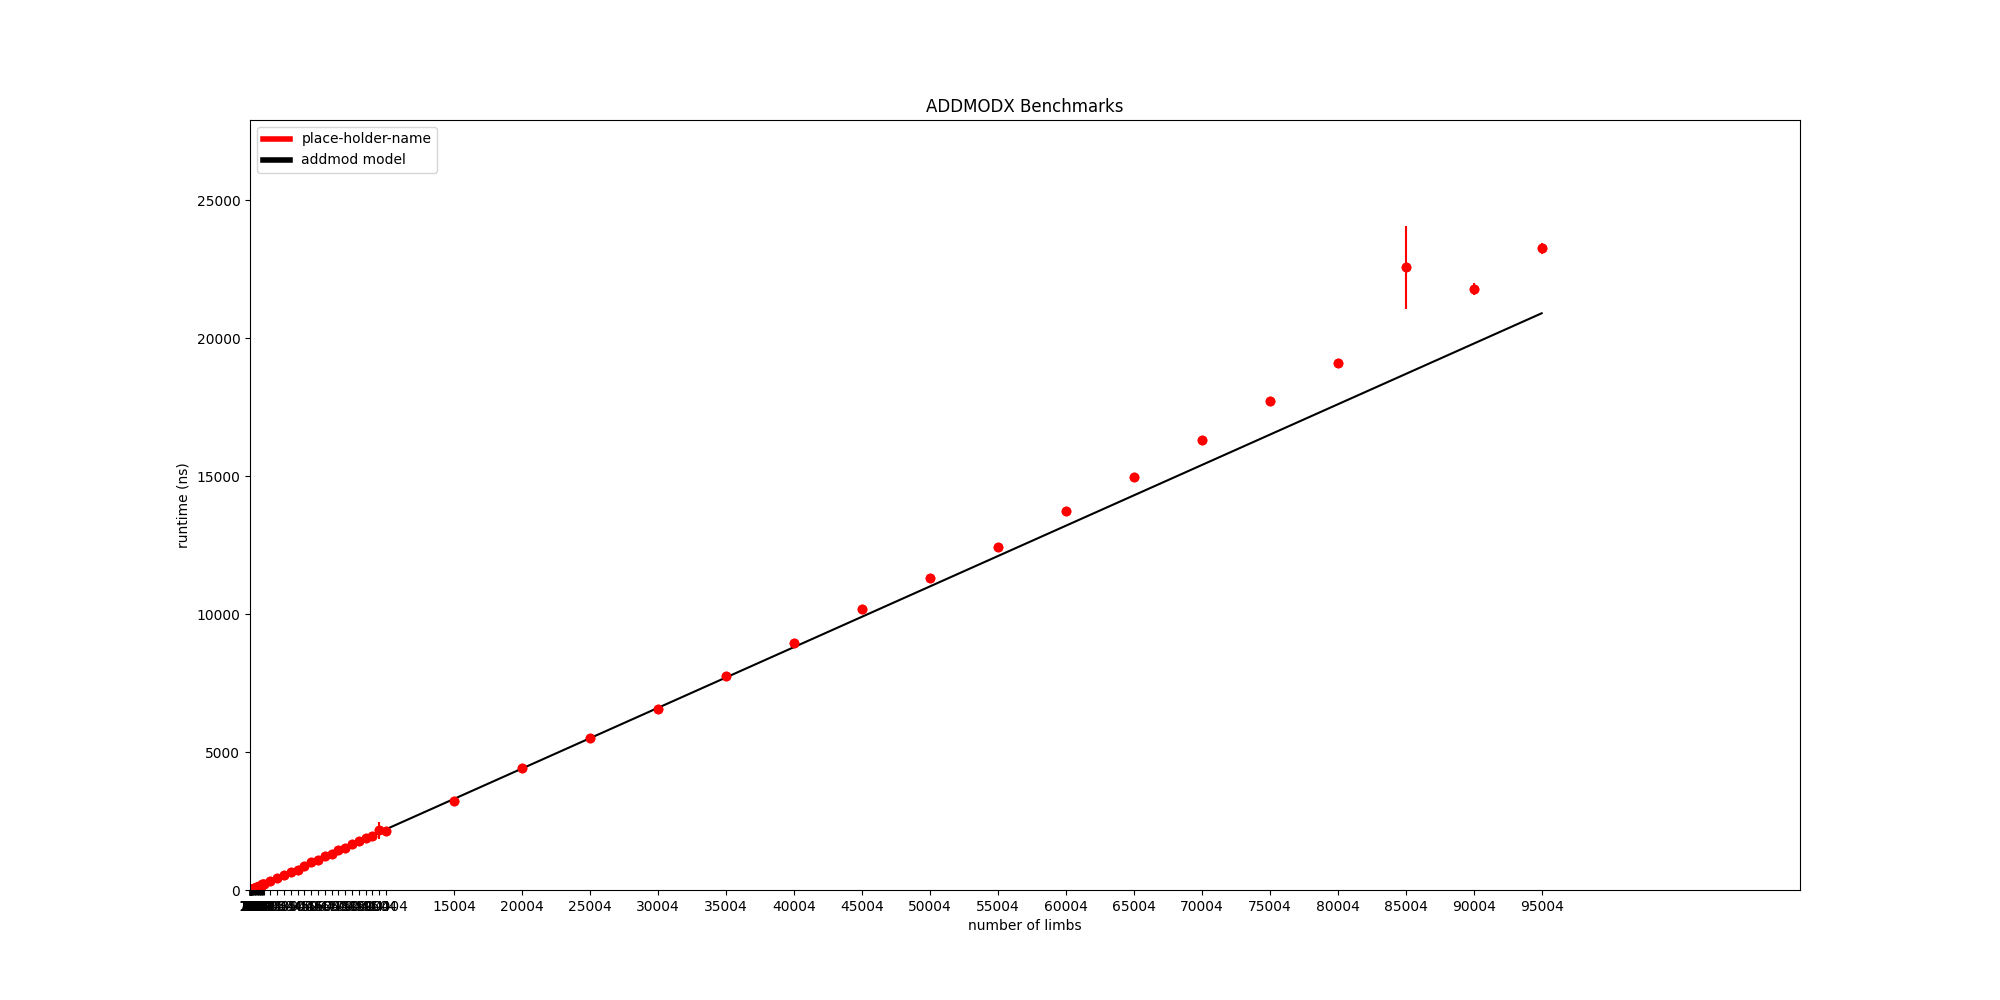 ADDMODX Benchmarks
place-holder-name
addmod model
25000
20000
15000
10000
5000
0
runtime (ns)
15004 20004 25004 30004 35004 40004 45004 50004 55004 60004 65004 70004 75004 80004 85004 90004 95004
number of limbs